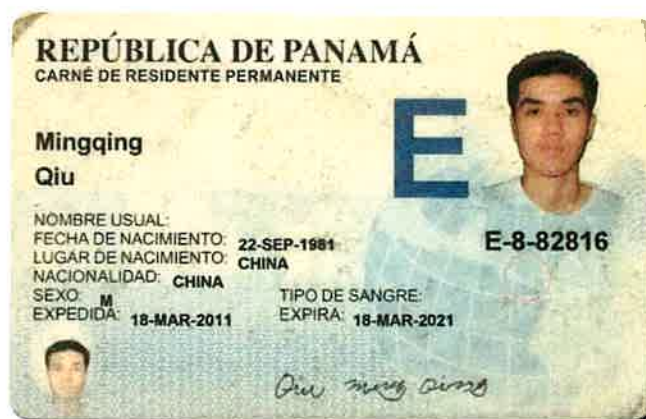 REPÚBLICA DE PANAMÁ
CARNÉ DE RESIDENTE PERMANENTE
E
Mingqing
Qiu
NOMBRE USUAL:
FECHA DE NACIMIENTO: 22-SEP-1981
LUGAR DE NACIMIENTO: CHINA
NACIONALIDAD: CHINA
SEXO: M TIPO DE SANGRE:
EXPEDIDA: 18-MAR-2011 EXPIRA: 18-MAR-2021
E-8-82816
Qiu ming Qing